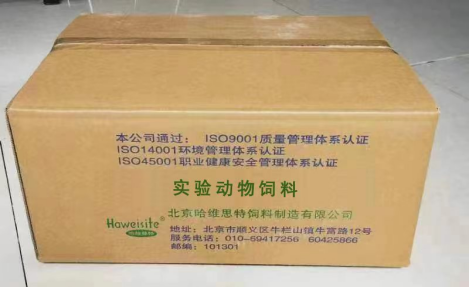 本公司通过: ISO9001质量管理体系认证
ISO14001环境管理体系认证
ISO45001职业健康安全管理体系认证
实验动物饲料
Haweisite®
北京哈维思特饲料制造有限公司
地址: 北京市顺义区牛栏山镇牛富路12号
服务电话: 010-69417256 60425866
邮编: 101301